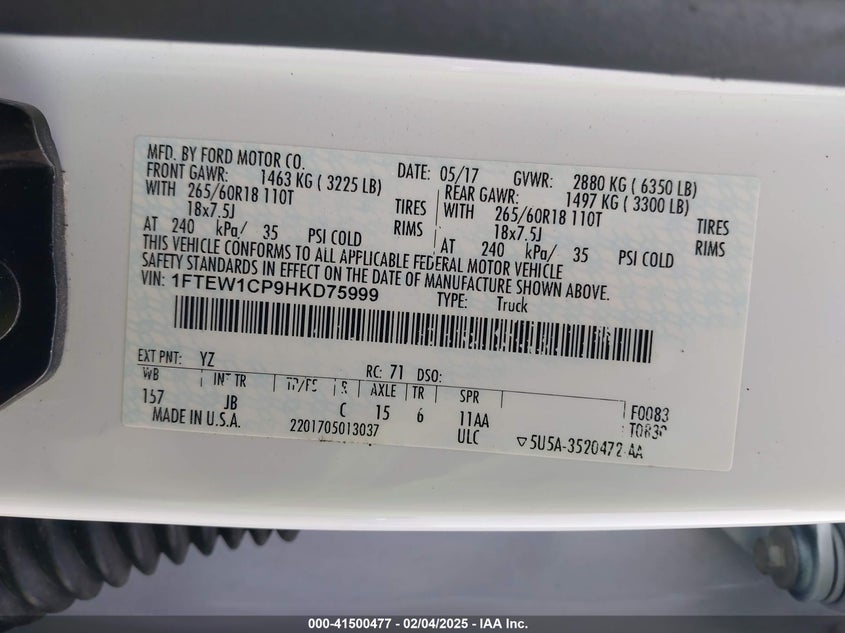 MFD. BY FORD MOTOR CO.
DATE: 05/17 GVWR: 2880 KG ( 6350 LB)
FRONT GAWR: 1463 KG ( 3225 LB) REAR GAWR: 1497 KG ( 3300 LB)
WITH 265/60R18 110T TIRES WITH 265/60R18 110T TIRES
18x7.5J RIMS 18x7.5J RIMS
AT 240 kPa/ 35 PSI COLD AT 240 kPa/ 35 PSI COLD
THIS VEHICLE CONFORMS TO ALL APPLICABLE FEDERAL MOTOR VEHICLE
SAFETY STANDARDS IN EFFECT ON THE DATE OF MANUFACTURE SHOWN ABOVE.
VIN: 1FTEW1CP9HKD75999 TYPE: Truck
EXT PNT: YZ RC: 71 DSO:
WB INT TR TP/PS R AXLE TR SPR
157 JB C 15 6 11AA F0083
MADE IN U.S.A. 2201705013037 ULC
▽5U5A-3520472-AA
000-41500477 - 02/04/2025 - IAA Inc.